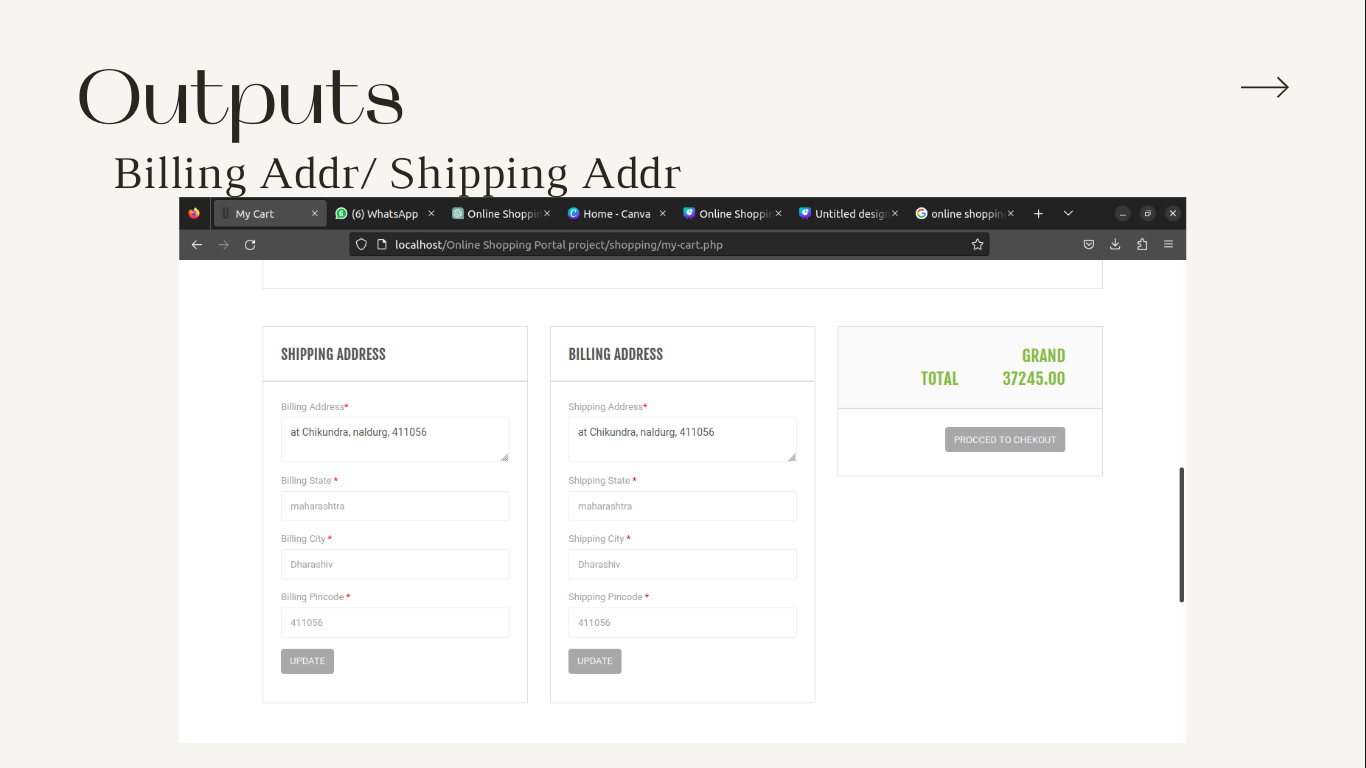 Outputs
Billing Addr/ Shipping Addr
My Cart
(6) WhatsApp
Online Shoppin
Home - Canva
Online Shoppin
Untitled design
online shoppin
localhost/Online Shopping Portal project/shopping/my-cart.php
SHIPPING ADDRESS
Billing Address*
at Chikundra, naldurg, 411056
Billing State *
maharashtra
Billing City *
Dharashiv
Billing Pincode *
411056
UPDATE
BILLING ADDRESS
Shipping Address*
at Chikundra, naldurg, 411056
Shipping State *
maharashtra
Shipping City *
Dharashiv
Shipping Pincode *
411056
UPDATE
GRAND
TOTAL 37245.00
PROCCED TO CHEKOUT